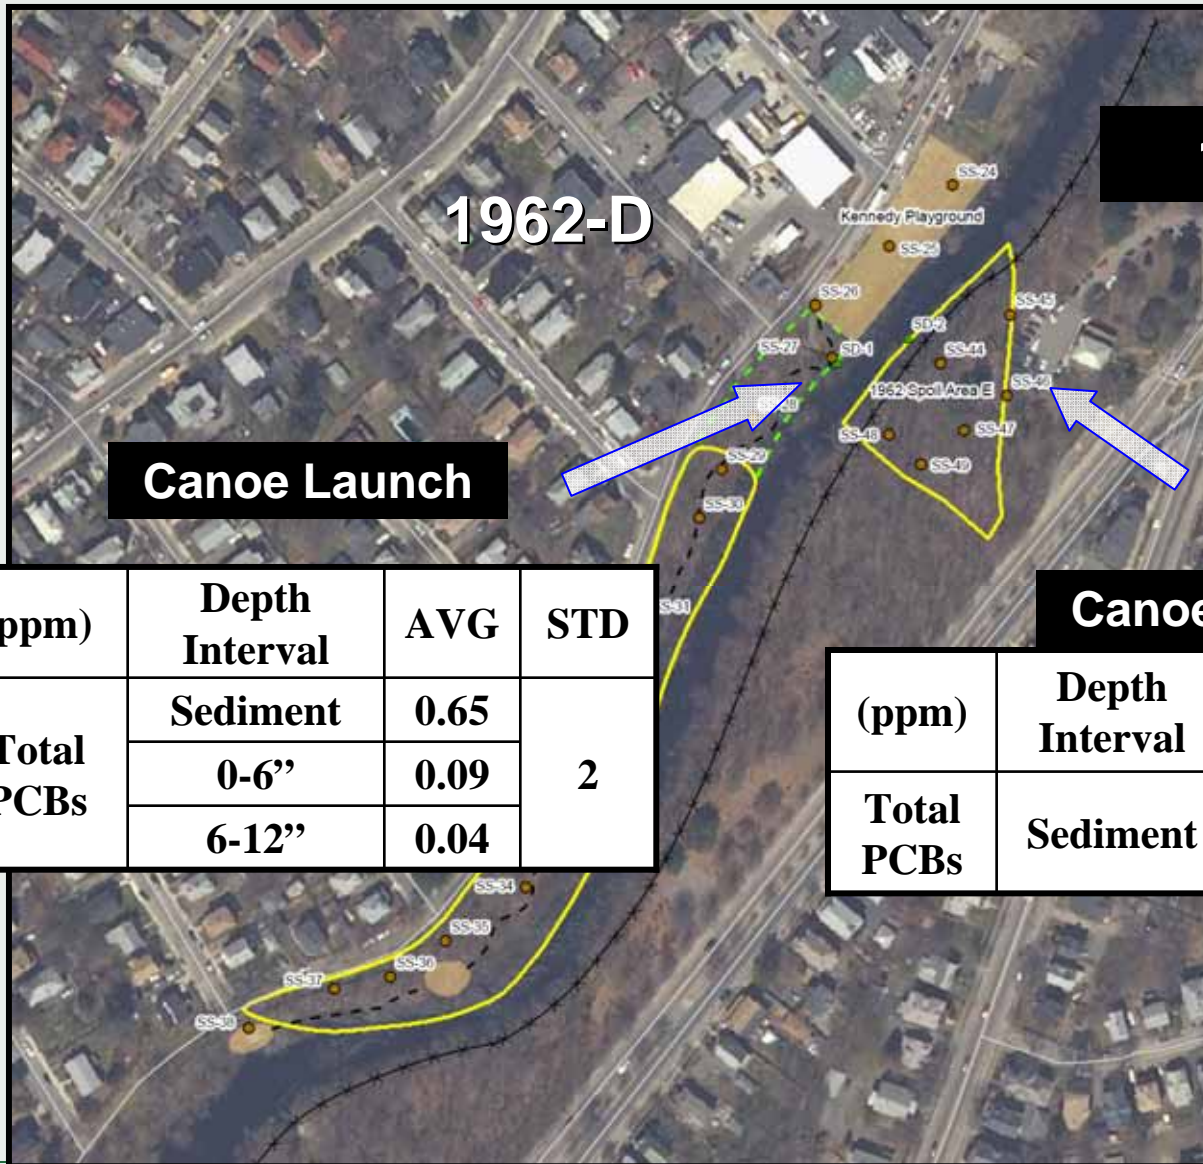 1962-D
SS-24
Kennedy Playground
SS-25
SS-26
SS-45
SD-2
SS-27
SD-1
SS-44
1962 Spoil Area E
SS-46
SS-28
SS-48
SS-47
Canoe Launch
SS-29
SS-49
SS-30
S-31
ppm)
Depth
Interval
AVG
STD
Total
PCBs
Sediment
0.65
2
0-6”
0.09
6-12”
0.04
Canoe
(ppm)
Depth
Interval
Total
PCBs
Sediment
SS-34
SS-35
SS-36
SS-37
SS-38